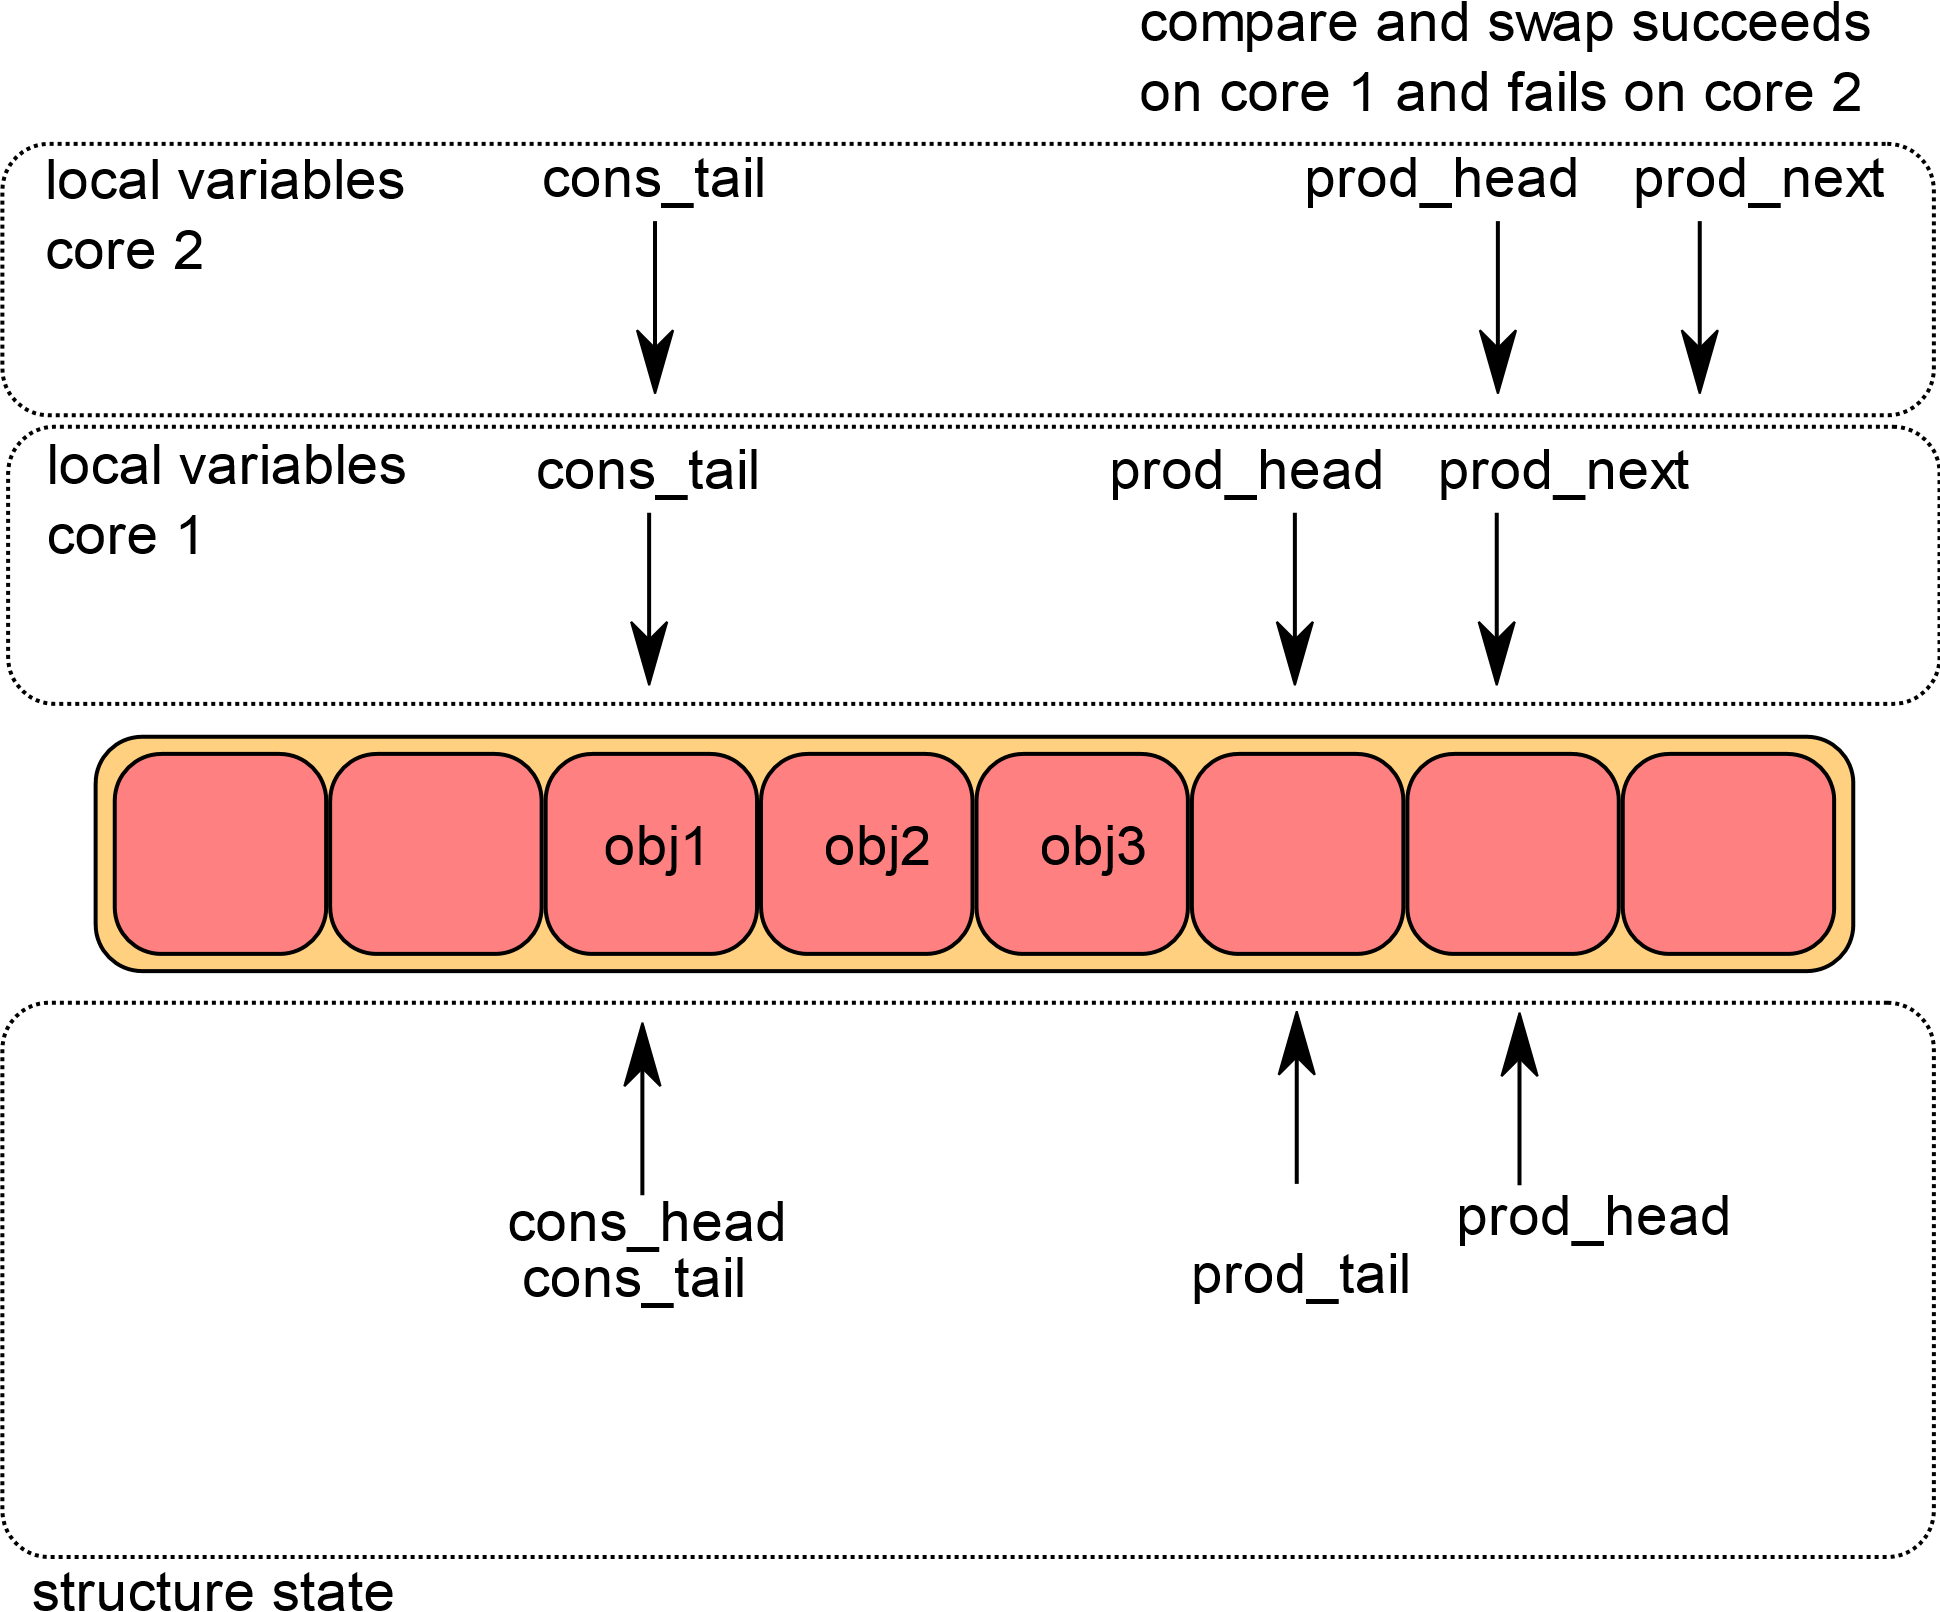 compare and swap succeeds
on core 1 and fails on core 2
local variables
core 2
cons_tail
prod_head
prod_next
local variables
core 1
cons_tail
prod_head
prod_next
obj1
obj2
obj3
cons_head
cons_tail
prod_tail
prod_head
structure state